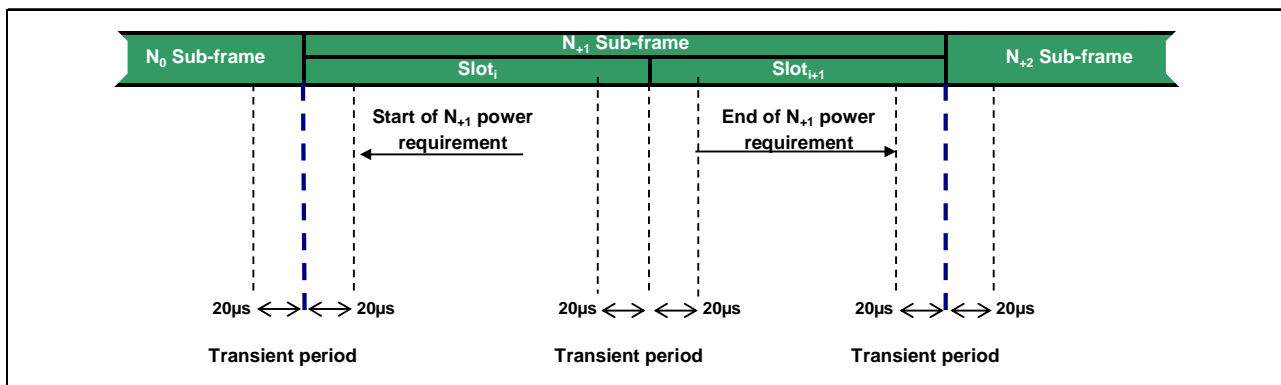 N+1 Sub-frame
N0 Sub-frame
N+2 Sub-frame
Sloti
Sloti+1
Start of N+1 power
requirement
End of N+1 power
requirement
20µs
20µs
20µs
20µs
20µs
20µs
Transient period
Transient period
Transient period